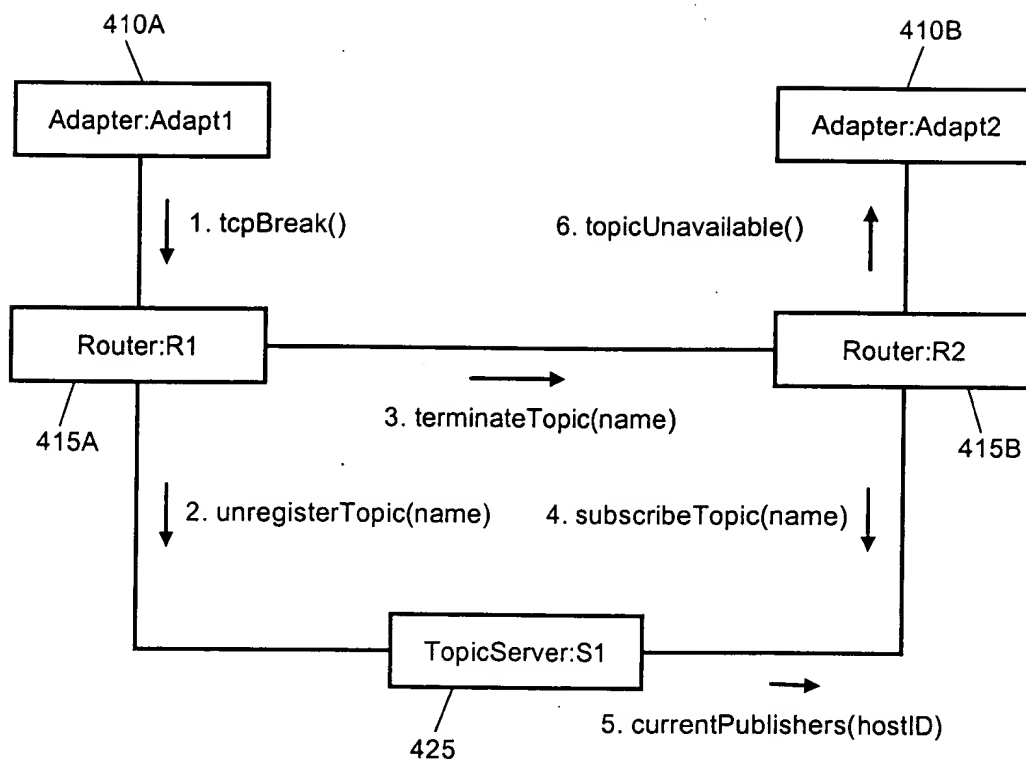 410A
410B
Adapter:Adapt1
Adapter:Adapt2
1. tcpBreak()
6. topicUnavailable()
Router:R1
Router:R2
3. terminateTopic(name)
415A
415B
2. unregisterTopic(name)
4. subscribeTopic(name)
TopicServer:S1
5. currentPublishers(hostID)
425